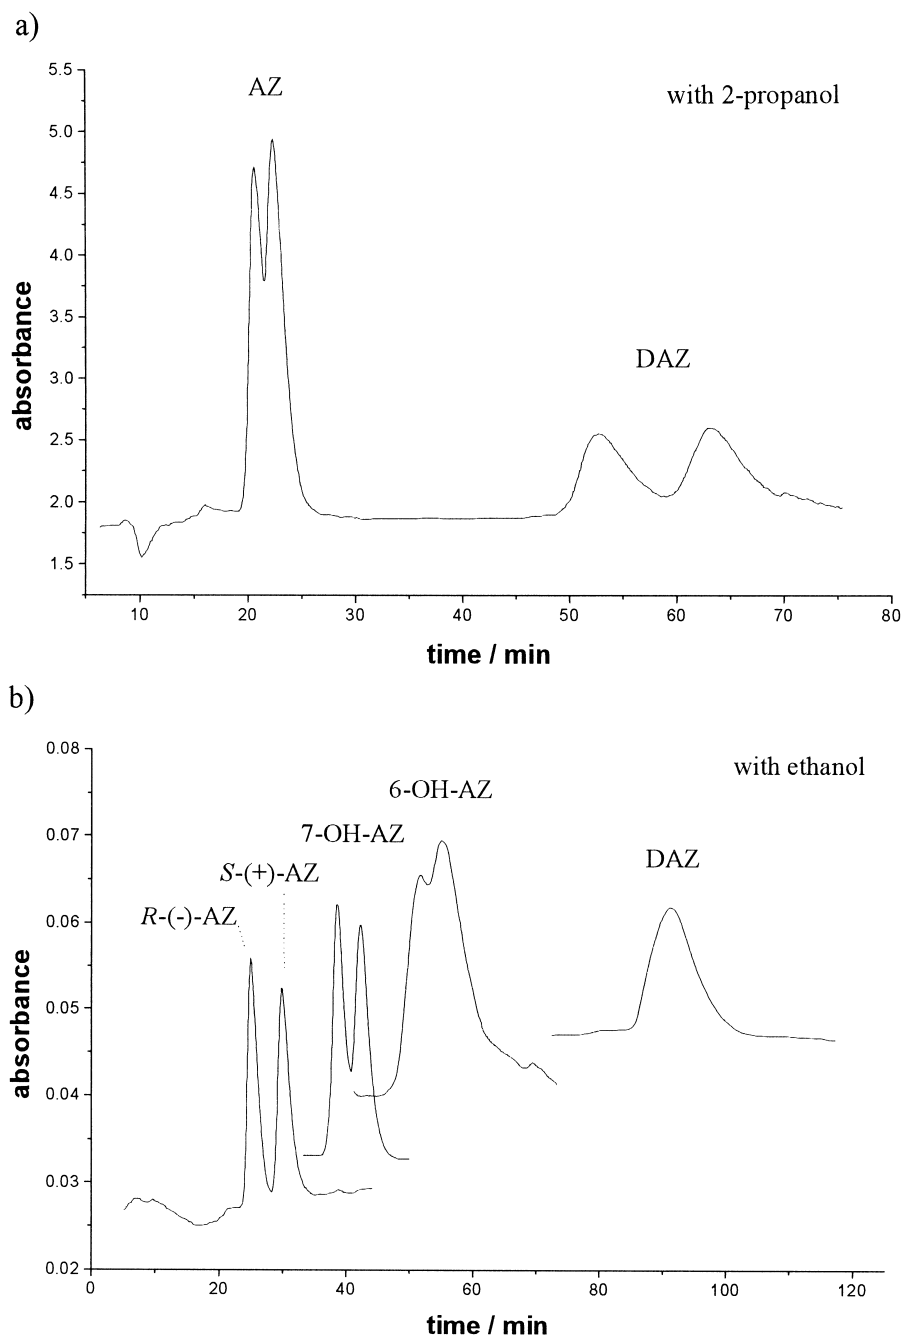 a)
AZ
with 2-propanol
DAZ
5.5
5.0
4.5
4.0
3.5
3.0
2.5
2.0
1.5
absorbance
10 20 30 40 50 60 70 80
time / min
b)
with ethanol
6-OH-AZ
7-OH-AZ
DAZ
S-(+)-AZ
R-(-)-AZ
0.08
0.07
0.06
0.05
0.04
0.03
0.02
absorbance
0 20 40 60 80 100 120
time / min